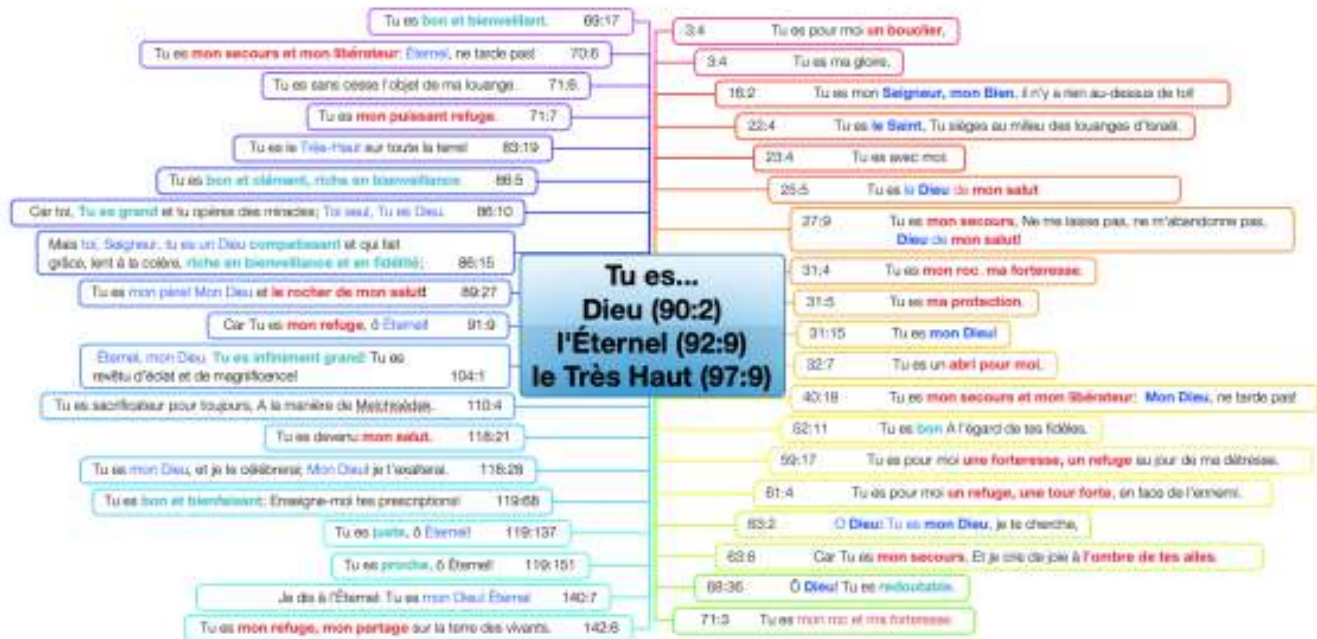 Tu es...
Dieu (90:2)
l'Éternel (92:9)
le Très Haut (97:9)
3:4 Tu es pour moi un bouclier,
3:4 Tu es ma gloire.
16:2 Tu es mon Seigneur, mon Bien, il n'y a rien au-dessus de toi!
22:4 Tu es le Saint, Tu sièges au milieu des louanges d'Israël.
23:4 Tu es avec moi.
25:5 Tu es le Dieu de mon salut
27:9 Tu es mon secours, Ne me laisse pas, ne m'abandonne pas,
Dieu de mon salut!
31:4 Tu es mon roc, ma forteresse.
31:5 Tu es ma protection.
31:15 Tu es mon Dieu!
32:7 Tu es un abri pour moi.
40:18 Tu es mon secours et mon libérateur: Mon Dieu, ne tarde pas!
52:11 Tu es bon A l'égard de tes fidèles.
59:17 Tu es pour moi une forteresse, un refuge au jour de ma détresse.
61:4 Tu es pour moi un refuge, une tour forte, en face de l'ennemi.
63:2 O Dieu! Tu es mon Dieu, je te cherche,
63:8 Car Tu es mon secours, Et je crie de joie à l'ombre de tes ailes.
68:36 Ô Dieu! Tu es redoutable.
71:3 Tu es mon roc et ma forteresse.
Tu es bon et bienveillant. 69:17
Tu es mon secours et mon libérateur: Éternel, ne tarde pas! 70:6
Tu es sans cesse l'objet de ma louange. 71:6.
Tu es mon puissant refuge. 71:7
Tu es le Très-Haut sur toute la terre! 83:19
Tu es bon et clément, riche en bienveillance 86:5
Car toi, Tu es grand et tu opères des miracles; Toi seul, Tu es Dieu. 86:10
Mais toi, Seigneur, tu es un Dieu compatissant et qui fait
grâce, lent à la colère, riche en bienveillance et en fidélité; 86:15
Tu es mon père! Mon Dieu et le rocher de mon salut! 89:27
Car Tu es mon refuge, ô Éternel! 91:9
Éternel, mon Dieu, Tu es infiniment grand! Tu es
revêtu d'éclat et de magnificence! 104:1
Tu es sacrificateur pour toujours, A la manière de Melchisédek. 110:4
Tu es devenu mon salut. 118:21
Tu es mon Dieu, et je te célébrerai; Mon Dieu! je t'exalterai. 118:28
Tu es bon et bienfaisant; Enseigne-moi tes prescriptions! 119:68
Tu es juste, ô Éternel! 119:137
Tu es proche, ô Éternel! 119:151
Je dis à l'Éternel: Tu es mon Dieu! Éternel 140:7
Tu es mon refuge, mon partage sur la terre des vivants. 142:6